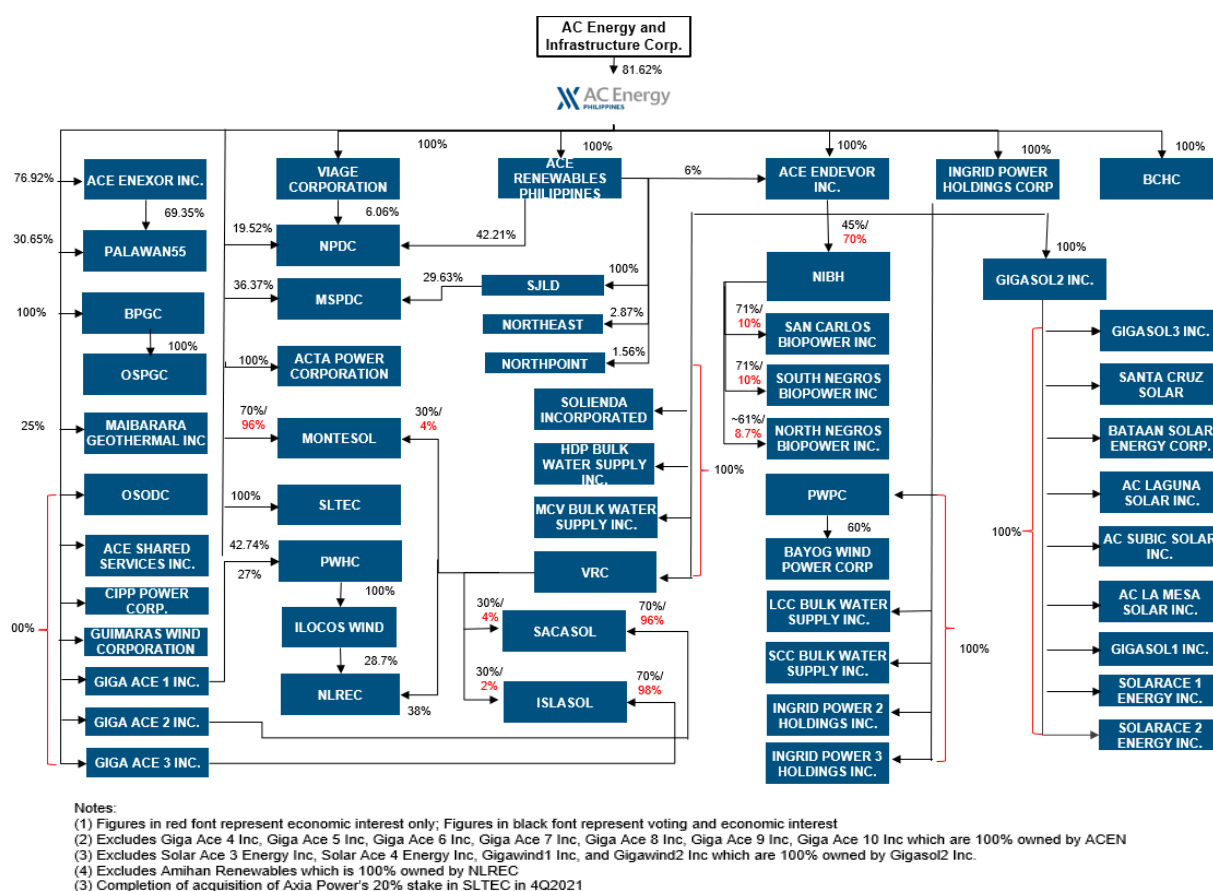 AC Energy and
Infrastructure Corp.
81.62%
AC Energy
PHILIPPINES
100%
100%
100%
100%
100%
76.92%
ACE ENEXOR INC.
VIAGE
CORPORATION
ACE
RENEWABLES
PHILIPPINES
6%
ACE ENDEVOR
INC.
INGRID POWER
HOLDINGS CORP
BCHC
69.35%
6.06%
30.65%
PALAWAN55
19.52%
NPDC
42.21%
45%/
70%
100%
NIBH
GIGASOL2 INC.
36.37%
MSPDC
29.63%
SJLD
100%
100%
BPGC
NORTHEAST
2.87%
71%/
10%
SAN CARLOS
BIOPOWER INC
GIGASOL3 INC.
100%
OSPGC
100%
ACTA POWER
CORPORATION
NORTHPOINT
1.56%
71%/
10%
SOUTH NEGROS
BIOPOWER INC
SANTA CRUZ
SOLAR
25%
MAIBARARA
GEOTHERMAL INC
70%/
96%
MONTESOL
30%/
4%
SOLIENDA
INCORPORATED
~61%/
8.7%
NORTH NEGROS
BIOPOWER INC.
BATAAN SOLAR
ENERGY CORP.
HDP BULK
WATER SUPPLY
INC.
100%
OSODC
100%
SLTEC
MCV BULK WATER
SUPPLY INC.
PWPC
AC LAGUNA
SOLAR INC.
60%
100%
ACE SHARED
SERVICES INC.
42.74%
27%
PWHC
VRC
BAYOG WIND
POWER CORP
AC SUBIC SOLAR
INC.
100%
CIPP POWER
CORP.
LCC BULK WATER
SUPPLY INC.
AC LA MESA
SOLAR INC.
00%
GUIMARAS WIND
CORPORATION
ILOCOS WIND
30%/
4%
SACASOL
70%/
96%
SCC BULK WATER
SUPPLY INC.
100%
GIGASOL1 INC.
28.7%
GIGA ACE 1 INC.
NLREC
38%
30%/
2%
ISLASOL
70%/
98%
INGRID POWER 2
HOLDINGS INC.
SOLARACE 1
ENERGY INC.
GIGA ACE 2 INC.
SOLARACE 2
ENERGY INC.
GIGA ACE 3 INC.
INGRID POWER 3
HOLDINGS INC.
Notes:
(1) Figures in red font represent economic interest only; Figures in black font represent voting and economic interest
(2) Excludes Giga Ace 4 Inc, Giga Ace 5 Inc, Giga Ace 6 Inc, Giga Ace 7 Inc, Giga Ace 8 Inc, Giga Ace 9 Inc, Giga Ace 10 Inc which are 100% owned by ACEN
(3) Excludes Solar Ace 3 Energy Inc, Solar Ace 4 Energy Inc, Gigawind1 Inc, and Gigawind2 Inc which are 100% owned by Gigasol2 Inc.
(4) Excludes Amihan Renewables which is 100% owned by NLREC
(3) Completion of acquisition of Axia Power's 20% stake in SLTEC in 4Q2021